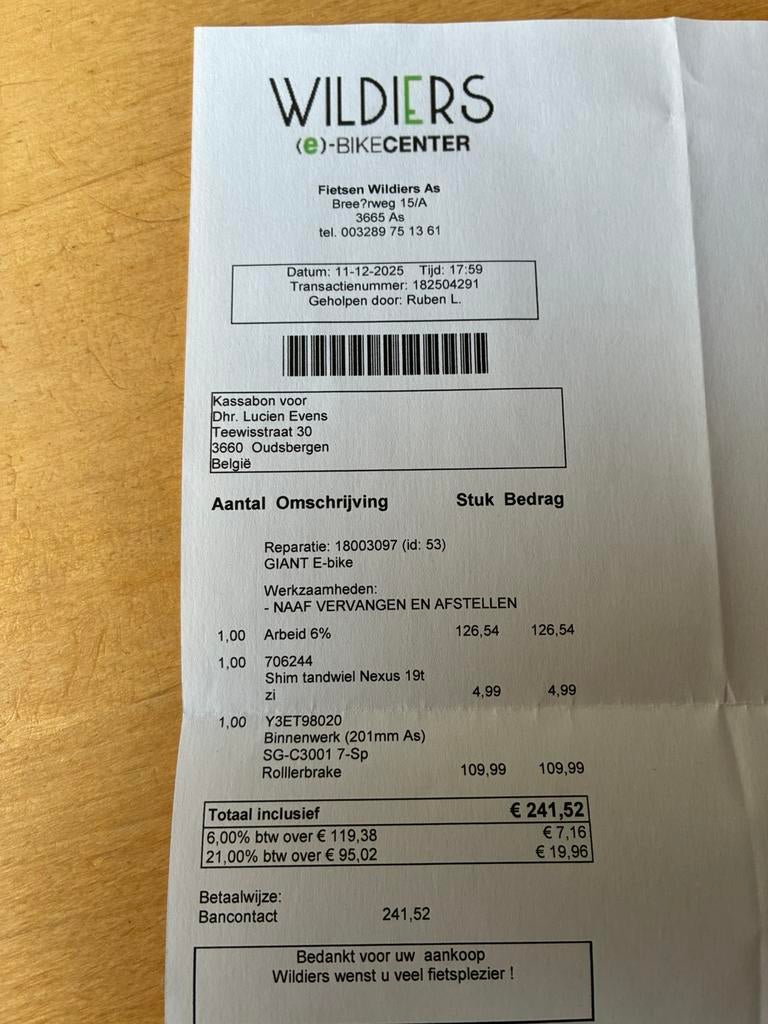 WILDIERS
(e)-BIKECENTER
Fietsen Wildiers As
Bree?rweg 15/A
3665 As
tel. 003289 75 13 61
Datum: 11-12-2025 Tijd: 17:59
Transactienummer: 182504291
Geholpen door: Ruben L.
Kassabon voor
Dhr. Lucien Evens
Teewisstraat 30
3660 Oudsbergen
België
Aantal Omschrijving Stuk Bedrag
Reparatie: 18003097 (id: 53)
GIANT E-bike
Werkzaamheden:
- NAAF VERVANGEN EN AFSTELLEN
1,00 Arbeid 6% 126,54 126,54
1,00 706244
Shim tandwiel Nexus 19t
zi 4,99 4,99
1,00 Y3ET98020
Binnenwerk (201mm As)
SG-C3001 7-Sp
Rolllerbrake 109,99 109,99
Totaal inclusief € 241,52
6,00% btw over € 119,38 € 7,16
21,00% btw over € 95,02 € 19,96
Betaalwijze:
Bancontact 241,52
Bedankt voor uw aankoop
Wildiers wenst u veel fietsplezier !